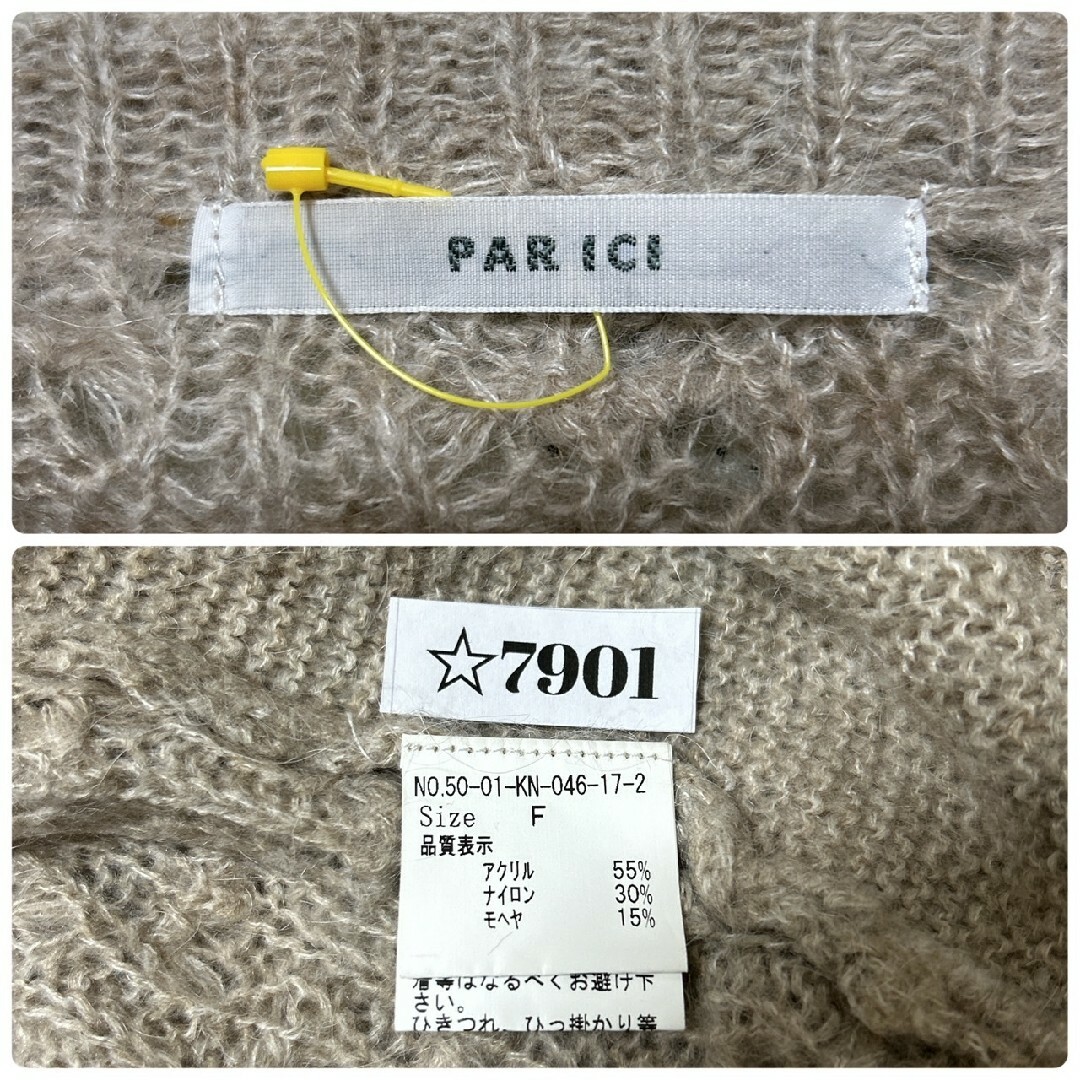 PAR ICI
☆7901
NO.50-01-KN-046-17-2
Size F
品質表示
アクリル 55%
ナイロン 30%
モヘヤ 15%
着等はなるべくお避け下
さい。
ひきつれ、ひっ掛かり等